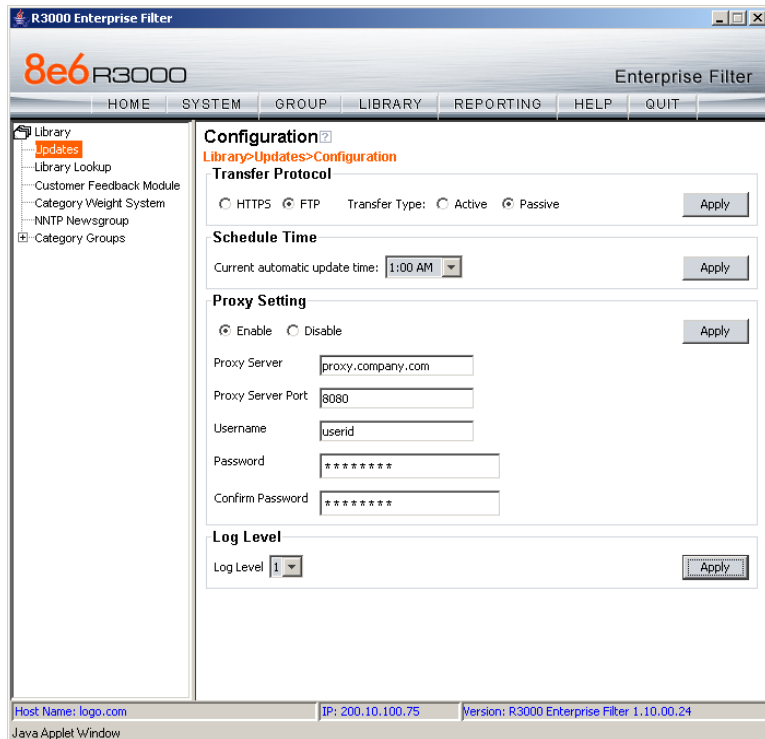 R3000 Enterprise Filter
8e6 R3000
Enterprise Filter
HOME SYSTEM GROUP LIBRARY REPORTING HELP QUIT
Library
Updates
Library Lookup
Customer Feedback Module
Category Weight System
NNTP Newsgroup
Category Groups
Configuration ?
Library>Updates>Configuration
Transfer Protocol
HTTPS FTP Transfer Type: Active Passive Apply
Schedule Time
Current automatic update time: 1:00 AM Apply
Proxy Setting
Enable Disable Apply
Proxy Server proxy.company.com
Proxy Server Port 8080
Username userid
Password ********
Confirm Password ********
Log Level
Log Level 1 Apply
Host Name: logo.com IP: 200.10.100.75 Version: R3000 Enterprise Filter 1.10.00.24
Java Applet Window